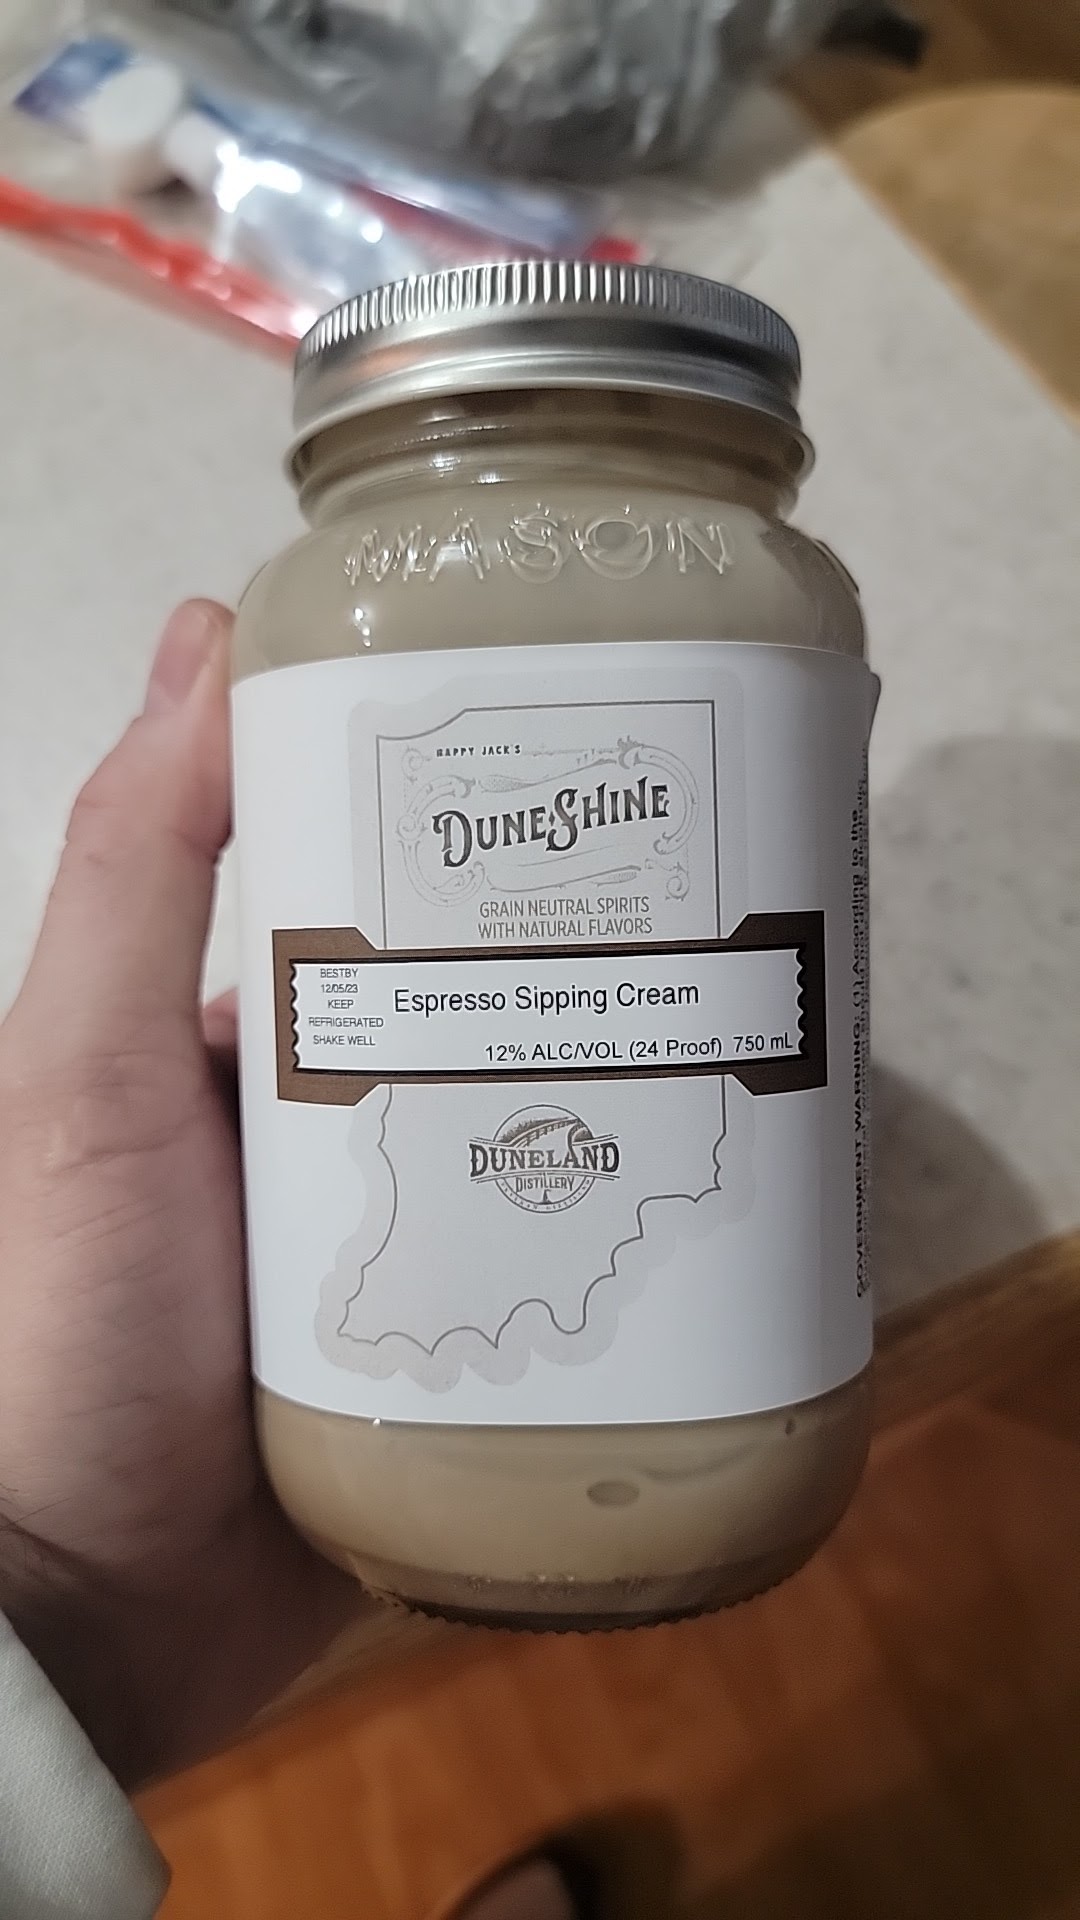 MASON
HAPPY JACK'S
DUNESHINE
GRAIN NEUTRAL SPIRITS
WITH NATURAL FLAVORS
BESTBY
12/05/23
KEEP
REFRIGERATED
SHAKE WELL
Espresso Sipping Cream
12% ALC/VOL (24 Proof) 750 mL
DUNELAND
DISTILLERY
GOVERNMENT WARNING: (1) According to the